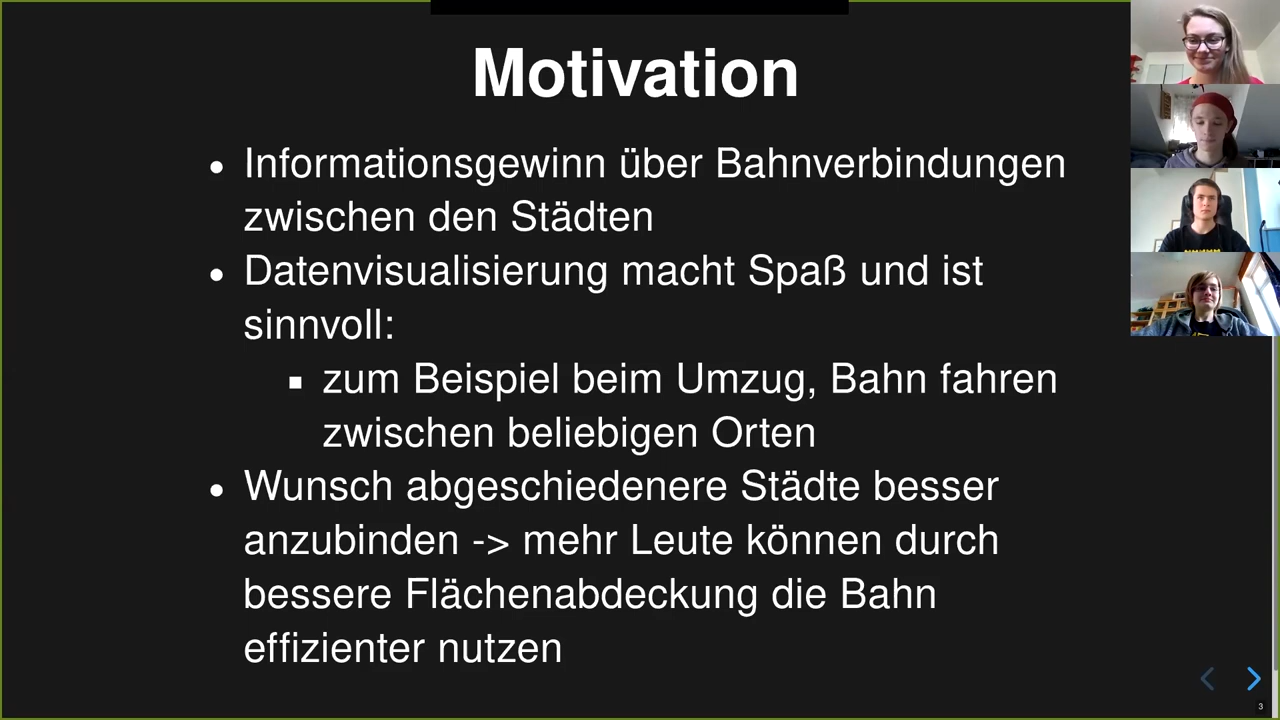 Motivation
• Informationsgewinn über Bahnverbindungen
zwischen den Städten
• Datenvisualisierung macht Spaß und ist
sinnvoll:
▪ zum Beispiel beim Umzug, Bahn fahren
zwischen beliebigen Orten
• Wunsch abgeschiedenere Städte besser
anzubinden -> mehr Leute können durch
bessere Flächenabdeckung die Bahn
effizienter nutzen
3